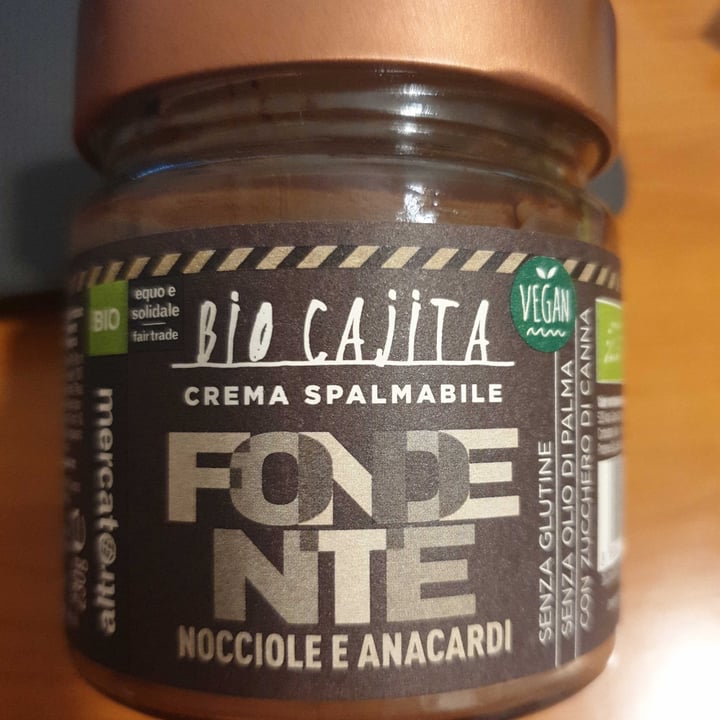 BIO
equo e
solidale
fair trade
BIO CAJITA
VEGAN
CREMA SPALMABILE
FONDE
NTE
NOCCIOLE E ANACARDI
SENZA GLUTINE
SENZA OLIO DI PALMA
CON ZUCCHERO DI CANNA
altromercato